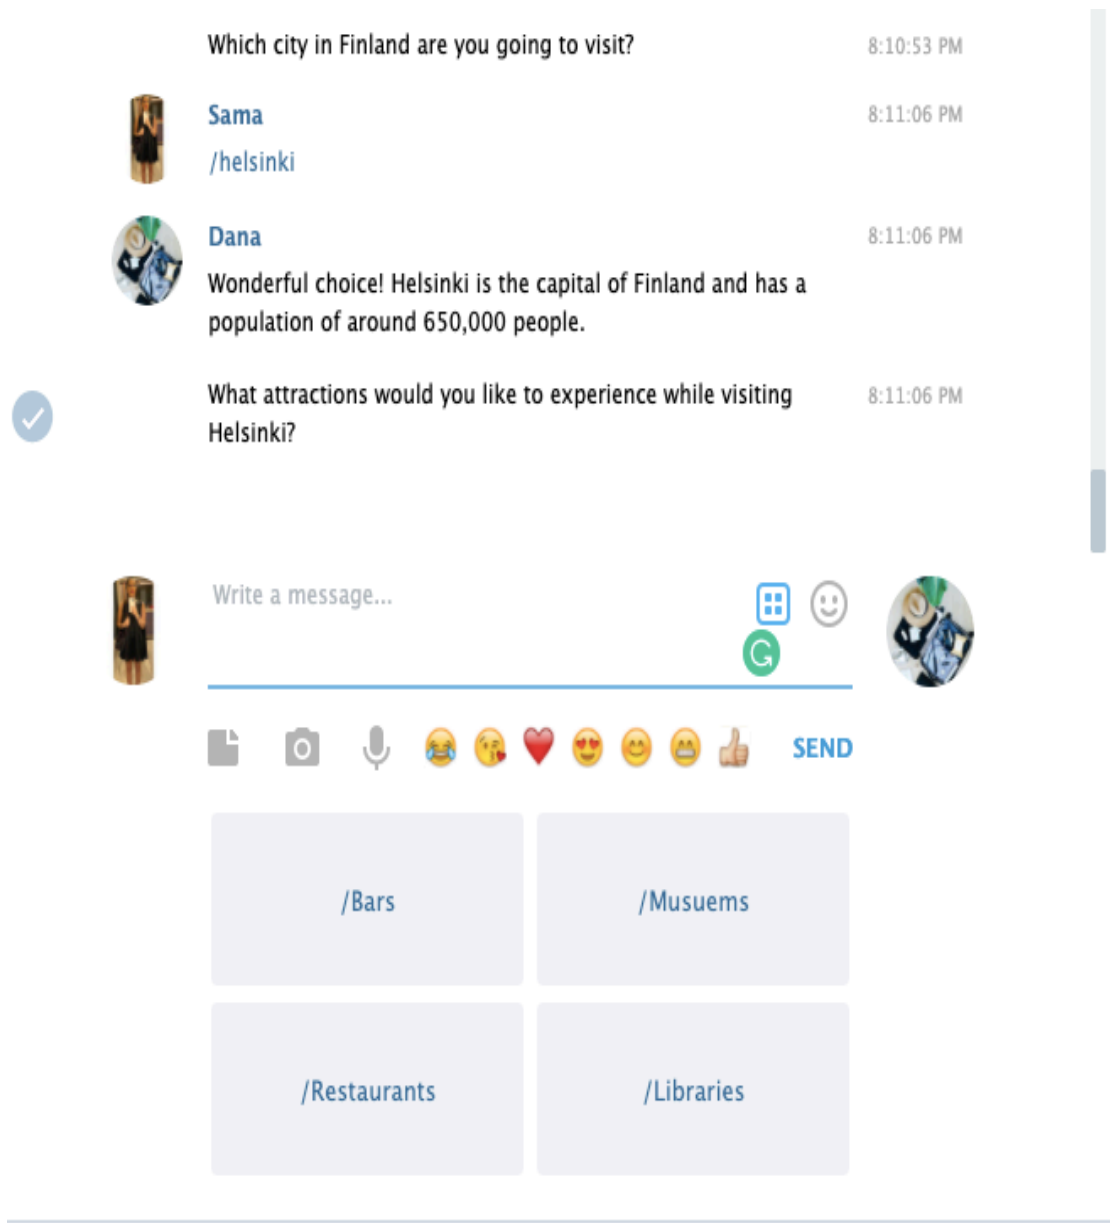 Which city in Finland are you going to visit? 8:10:53 PM
Sama 8:11:06 PM
/helsinki
Dana 8:11:06 PM
Wonderful choice! Helsinki is the capital of Finland and has a
population of around 650,000 people.
What attractions would you like to experience while visiting 8:11:06 PM
Helsinki?
Write a message...
SEND
/Bars /Musuems
/Restaurants /Libraries